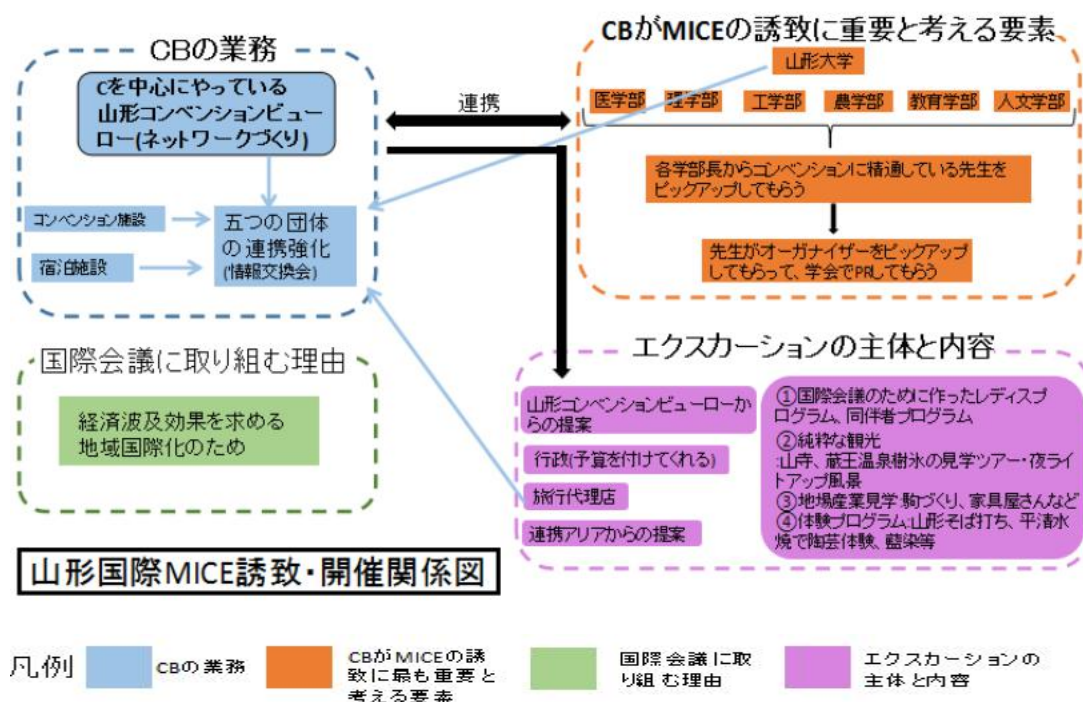 CBの業務
Cを中心にやっている
山形コンベンションビュー
ロー(ネットワークづくり)
コンベンション施設
宿泊施設
五つの団体
の連携強化
(情報交換会)
連携
CBがMICEの誘致に重要と考える要素
山形大学
医学部
理学部
工学部
農学部
教育学部
人文学部
各学部長からコンベンションに精通している先生を
ピックアップしてもらう
先生がオーガナイザーをピックアップ
してもらって、学会でPRしてもらう
国際会議に取り組む理由
経済波及効果を求める
地域国際化のため
エクスカーションの主体と内容
山形コンベンションビューローか
らの提案
行政(予算を付けてくれる)
旅行代理店
連携アリアからの提案
①国際会議のために作ったレディスプ
ログラム、同伴者プログラム
②純粋な観光
:山寺、蔵王温泉樹氷の見学ツアー・夜ライ
トアップ風景
③地場産業見学:駒づくり、家具屋さんなど
④体験プログラム:山形そば打ち、平清水
焼で陶芸体験、藍染等
山形国際MICE誘致・開催関係図
凡例
CBの業務
CBがMICEの誘
致に最も重要と
考える要素
国際会議に取
り組む理由
エクスカーションの
主体と内容